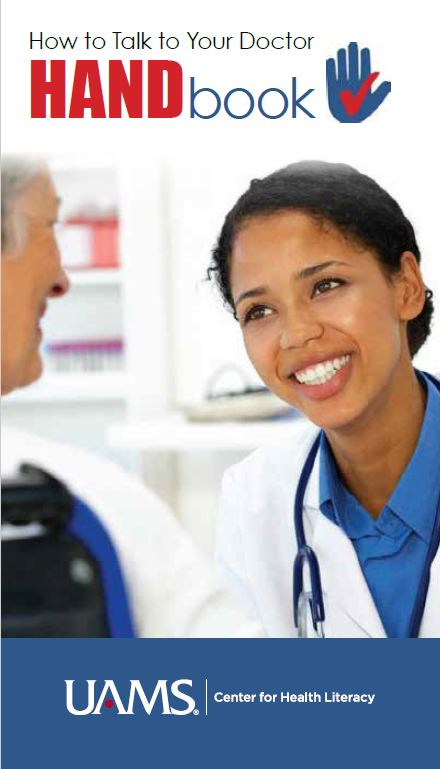 How to Talk to Your Doctor
HANDbook
UAMS® Center for Health Literacy